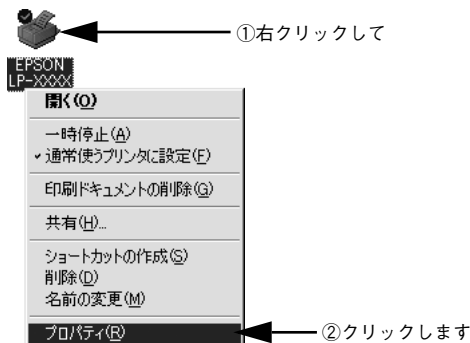 ①右クリックして
EPSON
LP-XXXX
開く(O)
一時停止(A)
通常使うプリンタに設定(F)
印刷ドキュメントの削除(G)
共有(H)...
ショートカットの作成(S)
削除(D)
名前の変更(M)
プロパティ(R)
②クリックします